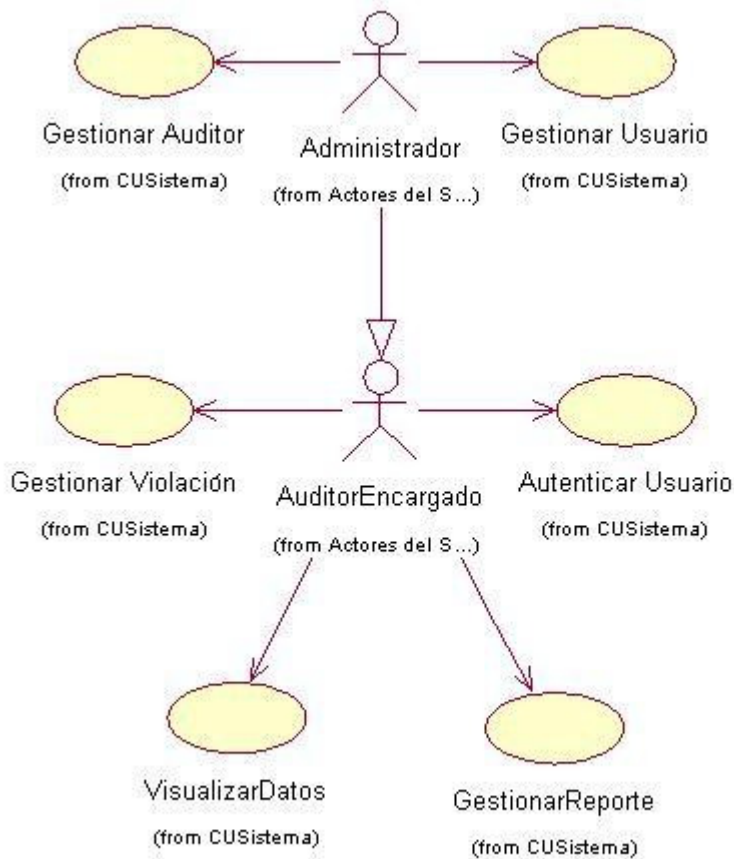 Gestionar Auditor
(from CUSistema)
Administrador
(from Actores del S...)
Gestionar Usuario
(from CUSistema)
Gestionar Violación
(from CUSistema)
AuditorEncargado
(from Actores del S...)
Autenticar Usuario
(from CUSistema)
VisualizarDatos
(from CUSistema)
GestionarReporte
(from CUSistema)